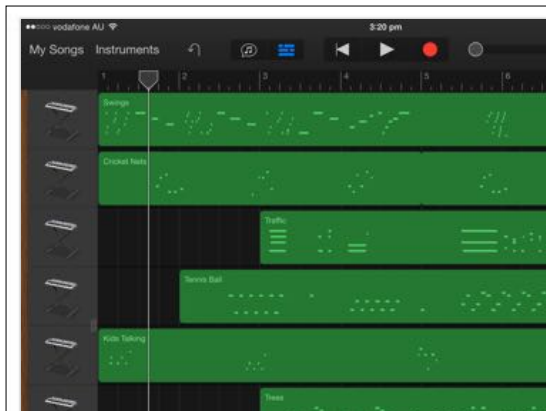 vodafone AU 3:20 pm
My Songs Instruments
1 2 3 4 5 6
Swings
Cricket Nets
Traffic
Tennis Ball
Kids Talking
Trees